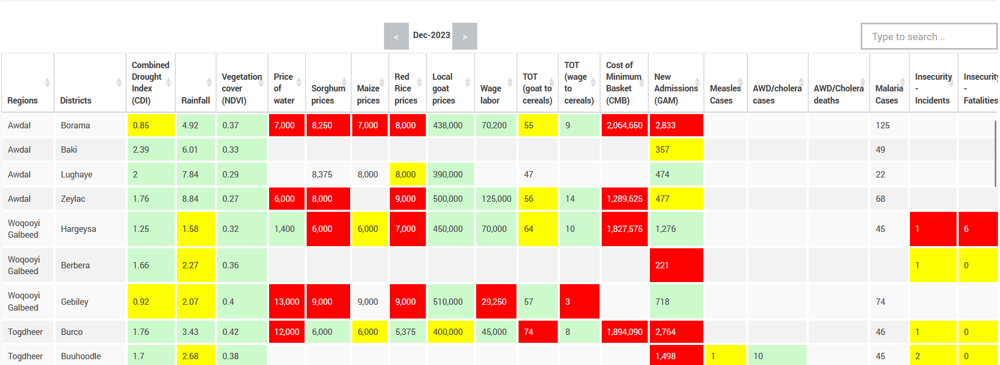 < Dec-2023 >
Type to search ..
Regions Districts Combined Drought Index (CDI) Rainfall Vegetation cover (NDVI) Price of water Sorghum prices Maize prices Red Rice prices Local goat prices Wage labor TOT (goat to cereals) TOT (wage to cereals) Cost of Minimum Basket (CMB) New Admissions (GAM) Measles Cases AWD/cholera cases AWD/Cholera deaths Malaria Cases Insecurity - Incidents Insecurity - Fatalities
Awdal Borama 0.85 4.92 0.37 7,000 8,250 7,000 8,000 438,000 70,200 55 9 2,064,650 2,833 125
Awdal Baki 2.39 6.01 0.33 357 49
Awdal Lughaye 2 7.84 0.29 8,375 8,000 8,000 390,000 47 474 22
Awdal Zeylac 1.76 8.84 0.27 6,000 8,000 9,000 500,000 125,000 56 14 1,289,625 477 68
Woqooyi Galbeed Hargeysa 1.25 1.58 0.32 1,400 6,000 6,000 7,000 450,000 70,000 64 10 1,827,575 1,276 45 1 6
Woqooyi Galbeed Berbera 1.66 2.27 0.36 221 1 0
Woqooyi Galbeed Gebiley 0.92 2.07 0.4 13,000 9,000 9,000 9,000 510,000 29,250 57 3 718 74
Togdheer Burco 1.76 3.43 0.42 12,000 6,000 6,000 5,375 400,000 45,000 74 8 1,894,090 2,764 46 1 0
Togdheer Buuhoodle 1.7 2.68 0.38 1,498 1 10 45 2 0